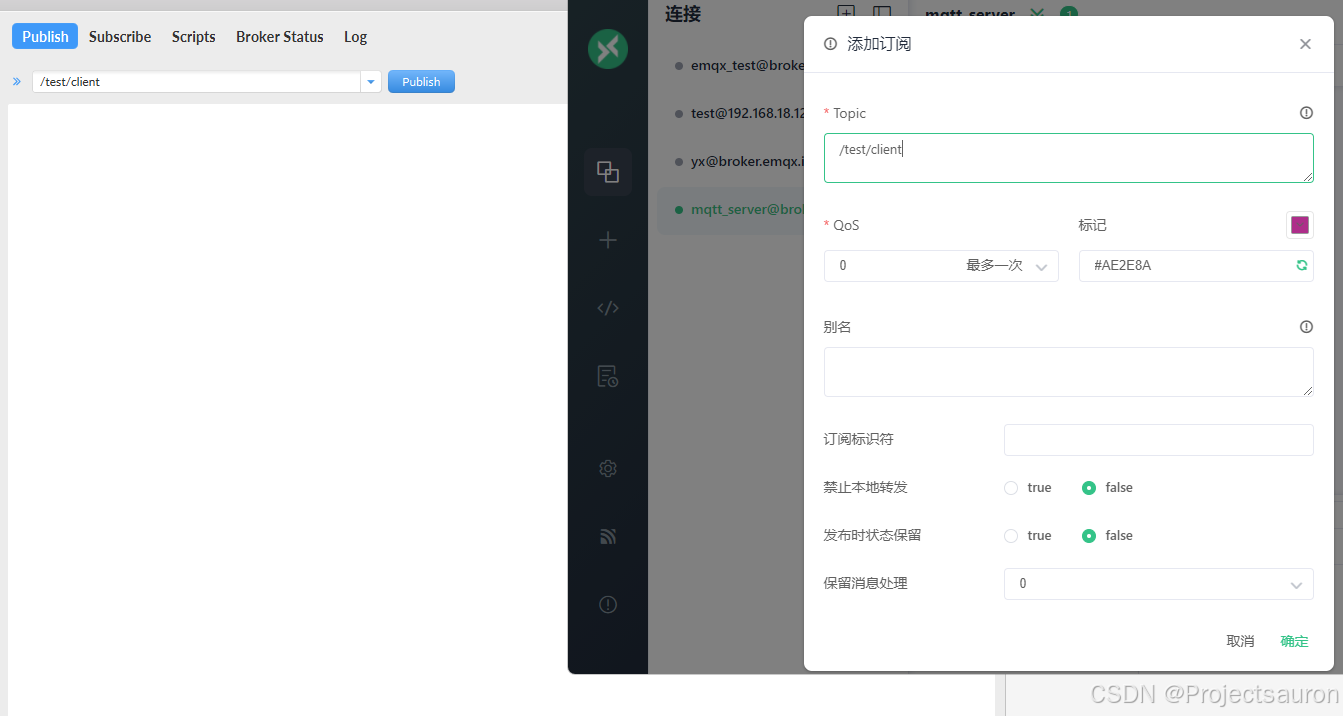 Publish Subscribe Scripts Broker Status Log
/test/client Publish
连接
emqx_test@broke
test@192.168.18.12
yx@broker.emqx.i
mqtt_server@bro
mqtt_server 1
添加订阅
* Topic
/test/client
* QoS 标记
0 最多一次 #AE2E8A
别名
订阅标识符
禁止本地转发 true false
发布时状态保留 true false
保留消息处理 0
取消 确定
CSDN @Projectsauron